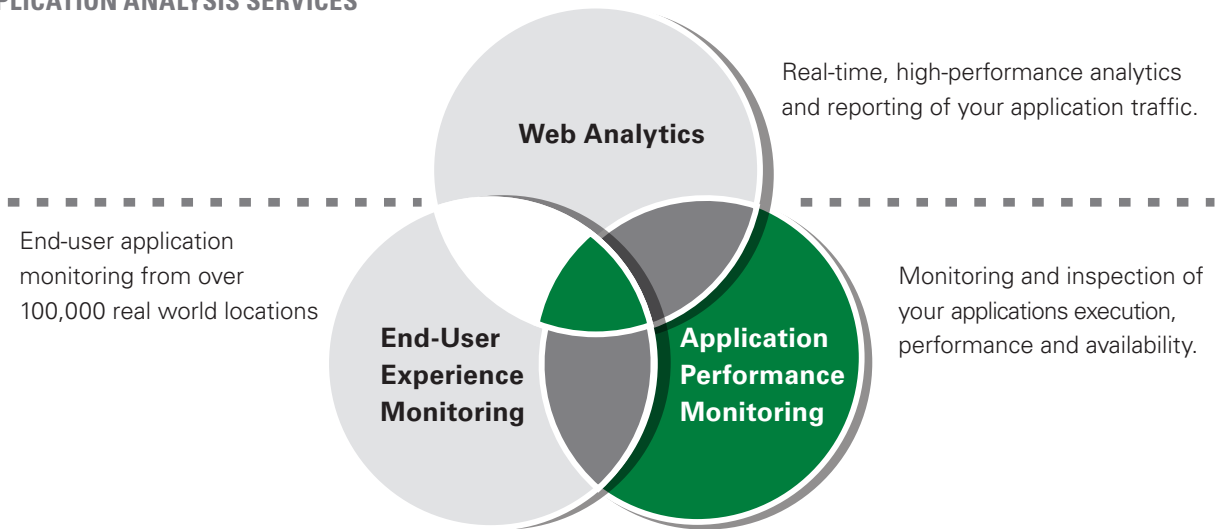 PLICATION ANALYSIS SERVICES
Web Analytics
Real-time, high-performance analytics
and reporting of your application traffic.
End-user application
monitoring from over
100,000 real world locations
End-User
Experience
Monitoring
Application
Performance
Monitoring
Monitoring and inspection of
your applications execution,
performance and availability.